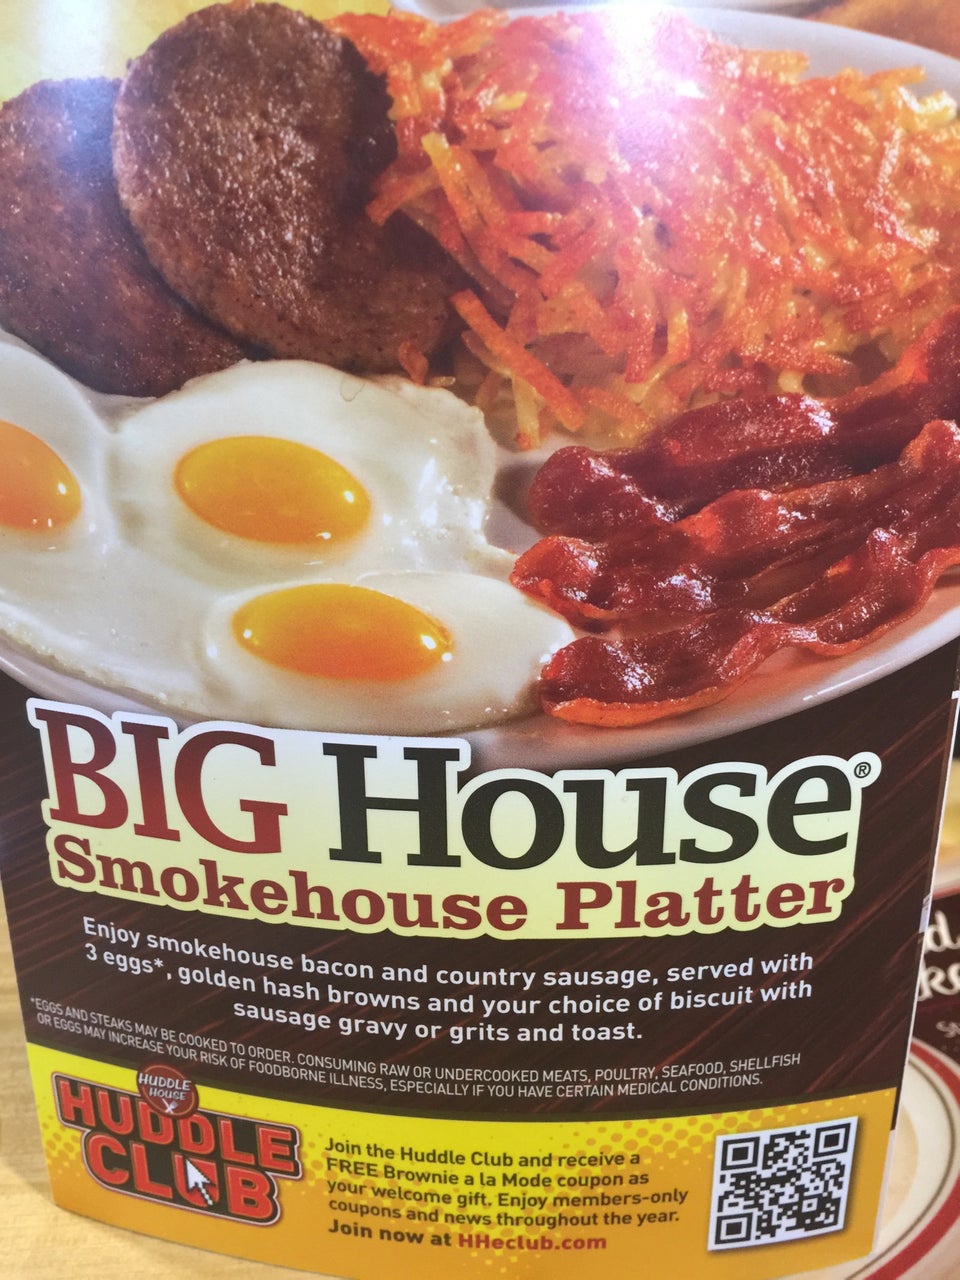 BIG House®
Smokehouse Platter
Enjoy smokehouse bacon and country sausage, served with
3 eggs*, golden hash browns and your choice of biscuit with
sausage gravy or grits and toast.
*EGGS AND STEAKS MAY BE COOKED TO ORDER. CONSUMING RAW OR UNDERCOOKED MEATS, POULTRY, SEAFOOD, SHELLFISH
OR EGGS MAY INCREASE YOUR RISK OF FOODBORNE ILLNESS, ESPECIALLY IF YOU HAVE CERTAIN MEDICAL CONDITIONS.
HUDDLE
HOUSE
HUDDLE
CLUB
Join the Huddle Club and receive a
FREE Brownie a la Mode coupon as
your welcome gift. Enjoy members-only
coupons and news throughout the year.
Join now at HHeclub.com